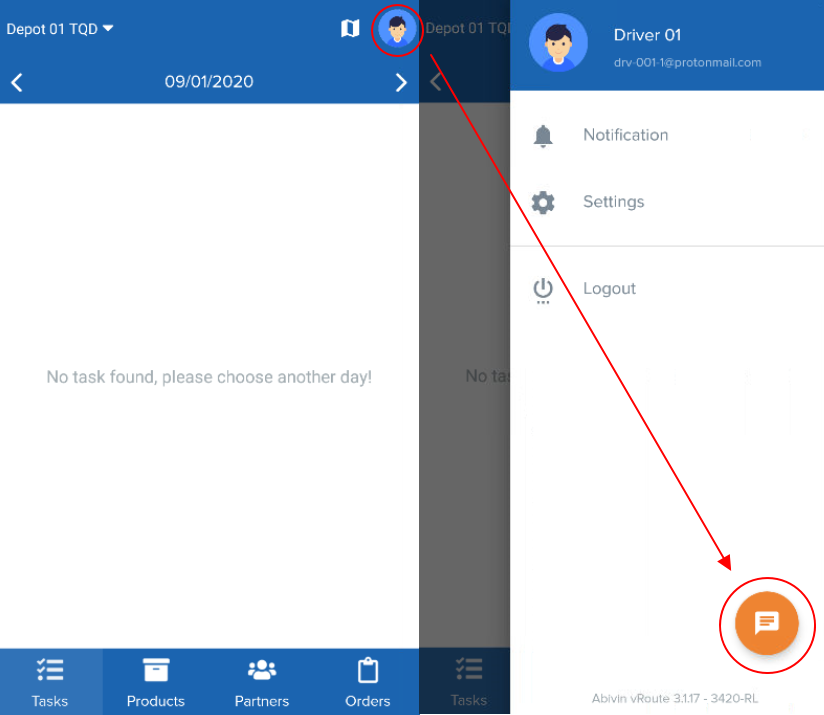 Depot 01 TQD
09/01/2020
No task found, please choose another day!
Tasks
Products
Partners
Orders
Depot 01 TQ
No ta
Tasks
Driver 01
drv-001-1@protonmail.com
Notification
Settings
Logout
Abivin vRoute 3.1.17 - 3420-RL